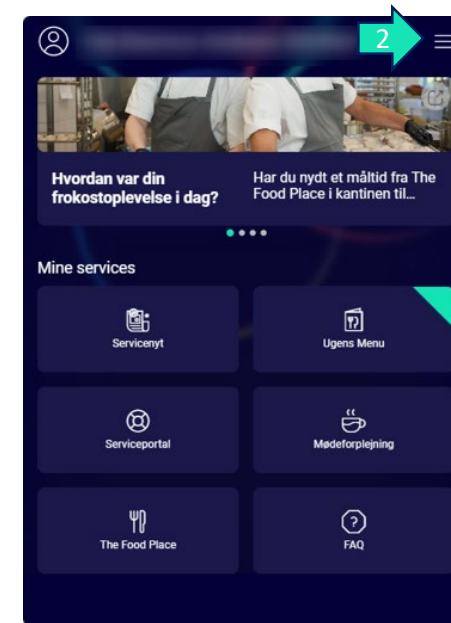 2
Hvordan var din
frokostoplevelse i dag?
Har du nydt et måltid fra The
Food Place i kantinen til...
Mine services
Servicenyt
Ugens Menu
Serviceportal
Mødeforplejning
The Food Place
FAQ